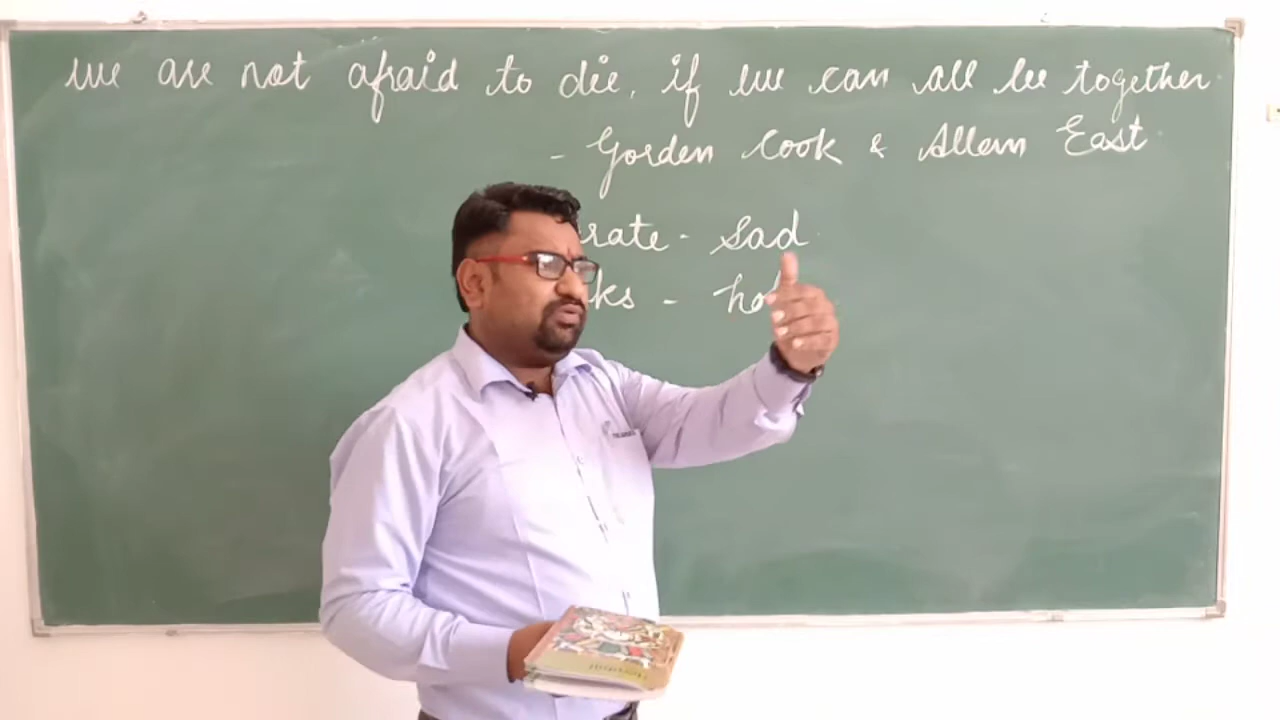 we are not afraid to die, if we can all be together
- Gorden Cook & Allem East
rate - sad
ks - ho